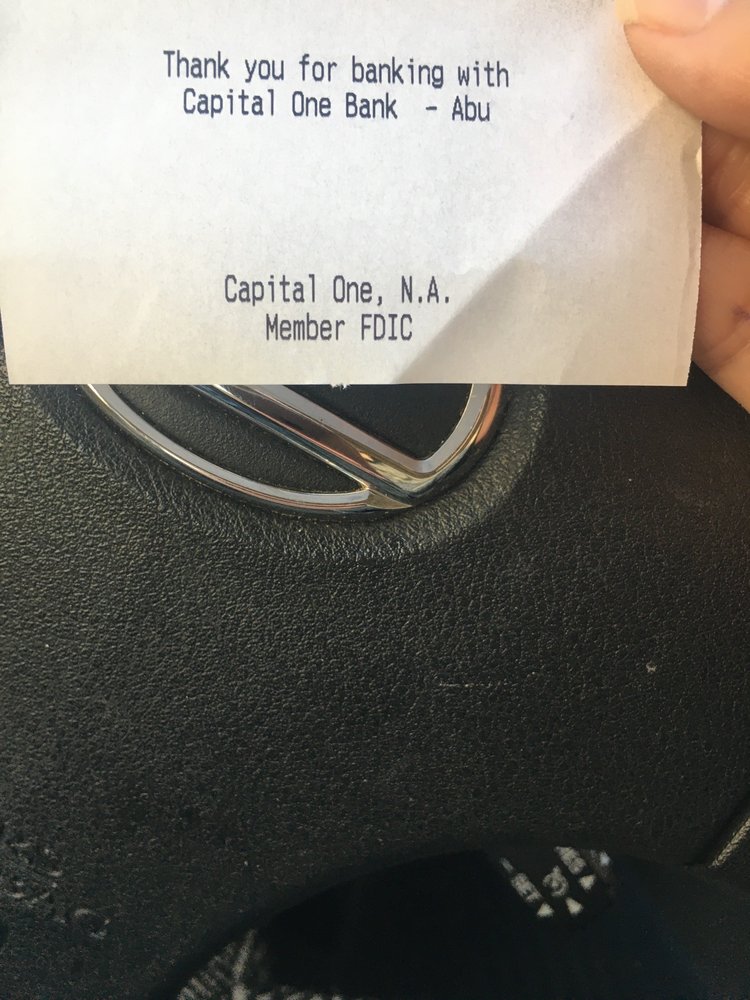 Thank you for banking with
Capital One Bank - Abu
Capital One, N.A.
Member FDIC